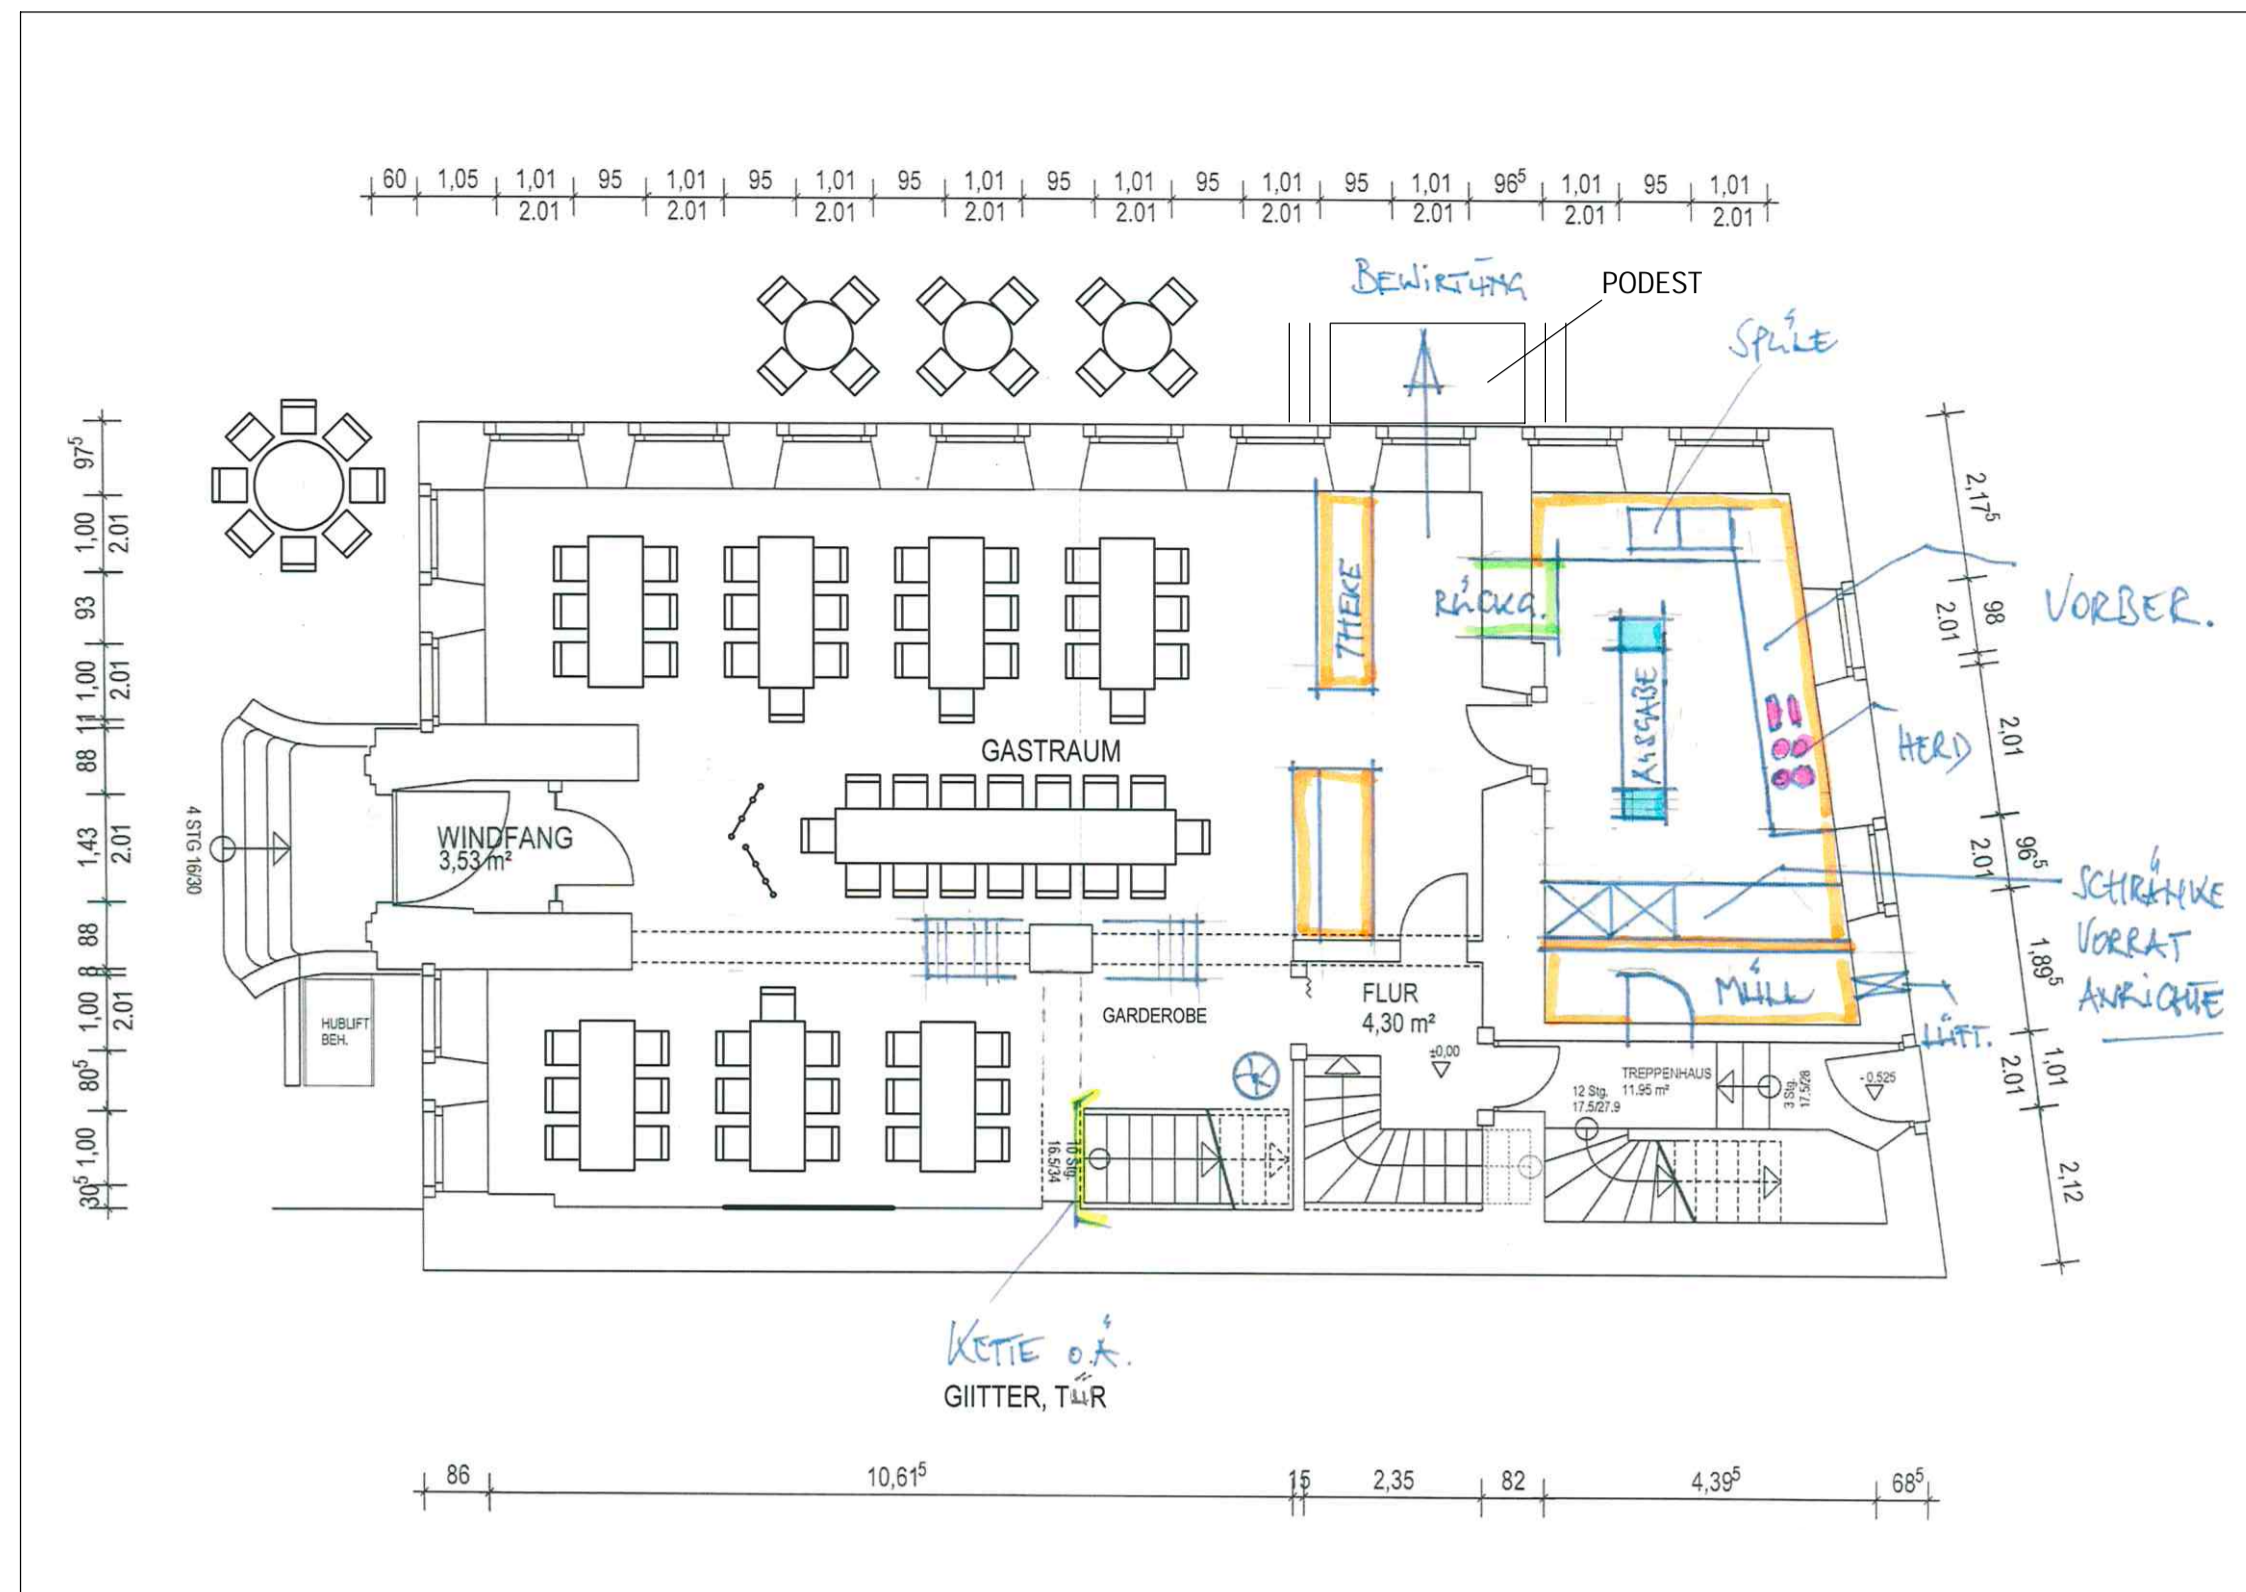 60 1,05 1,01 95 1,01 95 1,01 95 1,01 95 1,01 95 1,01 95 1,01 96⁵ 1,01 95 1,01
2.01 2.01 2.01 2.01 2.01 2.01 2.01 2.01 2.01
BEWIRTUNG
PODEST
SPÜLE
97⁵
1,00 2.01
93
1,00 2.01
11
88
1,43 2.01
88
8
1,00 2.01
80⁵
1,00
30⁵
THEKE
RÜCKG.
AUSGABE
VORBER.
HERD
SCHRÄNKE
VORRAT
ANRICHTE
2,17⁵
98
2.01
2,01
96⁵
2.01
1,89⁵
1,01
2.01
2,12
GASTRAUM
WINDFANG
3,53 m²
4 STG 16/30
HUBLIFT
BEH.
GARDEROBE
FLUR
4,30 m²
±0,00
MÜLL
LÜFT.
TREPPENHAUS
11.95 m²
12 Stg.
17.5/27.9
3 Stg.
17.5/28
- 0.525
10 Stg.
16.5/34
KETTE o.Ä.
GIITTER, TÜR
86 10,61⁵ 15 2,35 82 4,39⁵ 68⁵